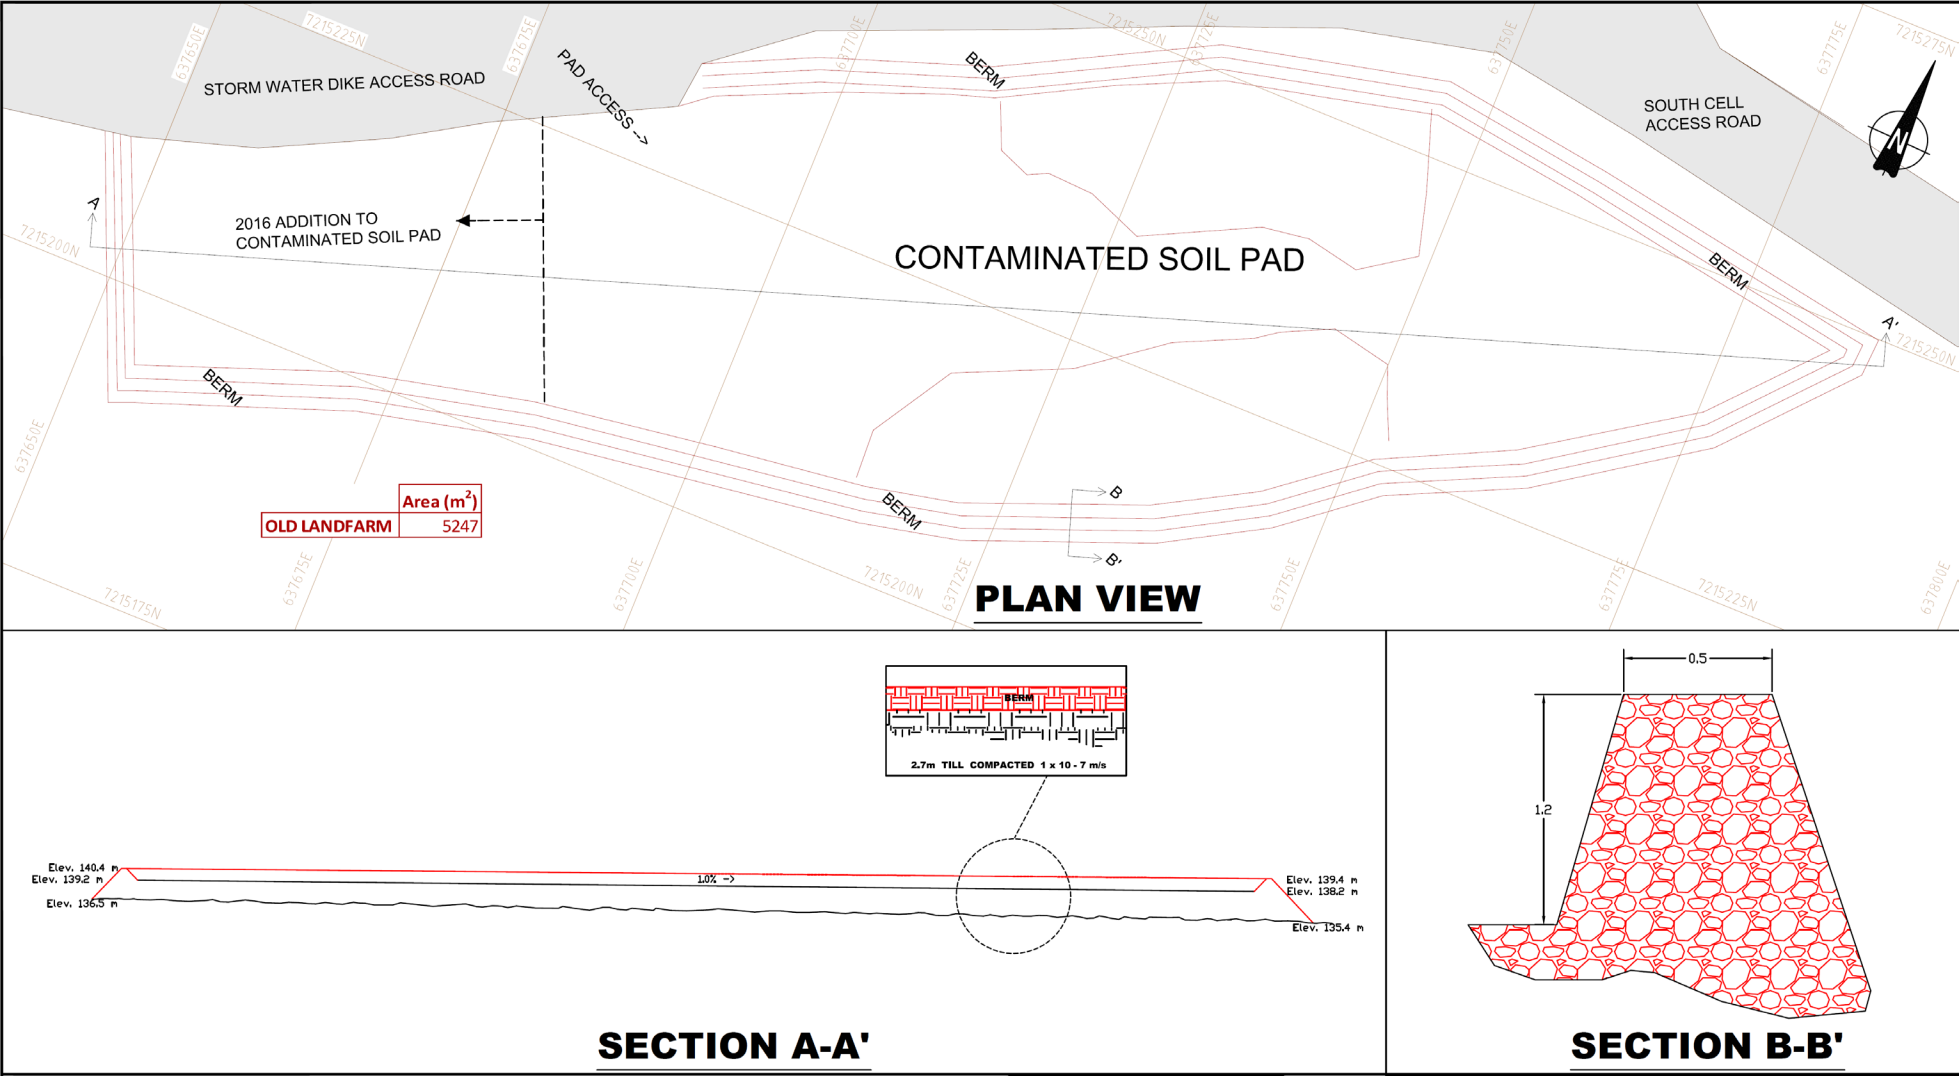 637650E
7215225N
637675E
637700E
7215250N
637725E
637750E
637775E
7215275N
STORM WATER DIKE ACCESS ROAD
PAD ACCESS -->
BERM
SOUTH CELL
ACCESS ROAD
N
A
2016 ADDITION TO
CONTAMINATED SOIL PAD
7215200N
CONTAMINATED SOIL PAD
BERM
A'
7215250N
BERM
637650E
Area (m²)
OLD LANDFARM 5247
BERM
B
B'
7215175N
637675E
637700E
7215200N
637725E
637750E
637775E
7215225N
637800E
PLAN VIEW
BERM
2.7m TILL COMPACTED 1 x 10 - 7 m/s
Elev. 140.4 m
Elev. 139.2 m
Elev. 136.5 m
1.0% ->
Elev. 139.4 m
Elev. 138.2 m
Elev. 135.4 m
SECTION A-A'
0.5
1.2
SECTION B-B'